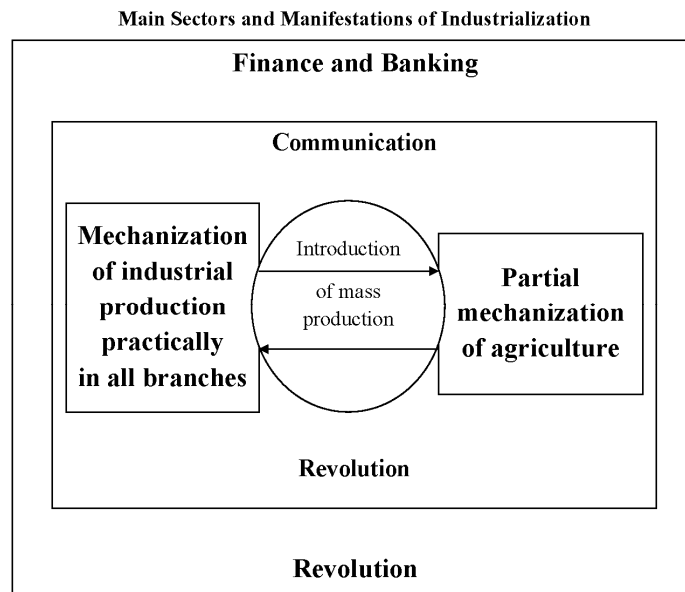 Main Sectors and Manifestations of Industrialization
Finance and Banking
Communication
Mechanization
of industrial
production
practically
in all branches
Introduction
of mass
production
Partial
mechanization
of agriculture
Revolution
Revolution